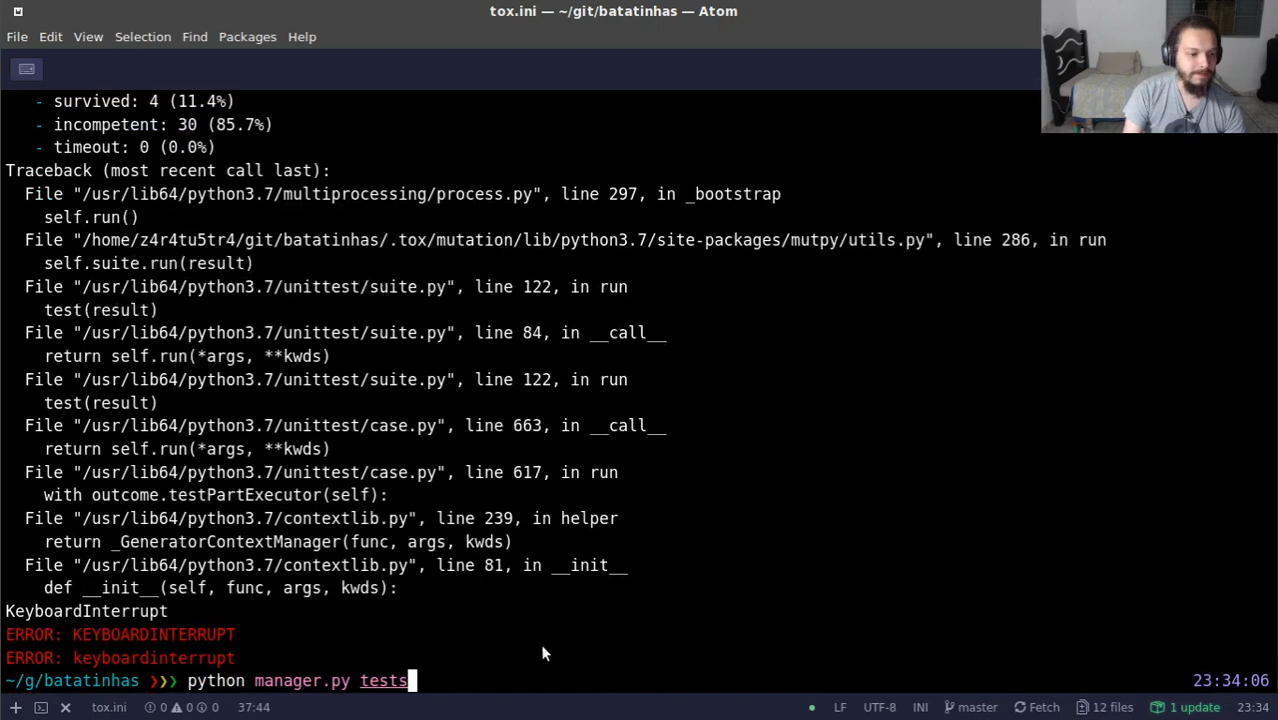 tox.ini — ~/git/batatinhas — Atom
File Edit View Selection Find Packages Help
- survived: 4 (11.4%)
- incompetent: 30 (85.7%)
- timeout: 0 (0.0%)
Traceback (most recent call last):
File "/usr/lib64/python3.7/multiprocessing/process.py", line 297, in _bootstrap
self.run()
File "/home/z4r4tu5tr4/git/batatinhas/.tox/mutation/lib/python3.7/site-packages/mutpy/utils.py", line 286, in run
self.suite.run(result)
File "/usr/lib64/python3.7/unittest/suite.py", line 122, in run
test(result)
File "/usr/lib64/python3.7/unittest/suite.py", line 84, in __call__
return self.run(*args, **kwds)
File "/usr/lib64/python3.7/unittest/suite.py", line 122, in run
test(result)
File "/usr/lib64/python3.7/unittest/case.py", line 663, in __call__
return self.run(*args, **kwds)
File "/usr/lib64/python3.7/unittest/case.py", line 617, in run
with outcome.testPartExecutor(self):
File "/usr/lib64/python3.7/contextlib.py", line 239, in helper
return _GeneratorContextManager(func, args, kwds)
File "/usr/lib64/python3.7/contextlib.py", line 81, in __init__
def __init__(self, func, args, kwds):
KeyboardInterrupt
ERROR: KEYBOARDINTERRUPT
ERROR: keyboardinterrupt
~/g/batatinhas ❯❯❯ python manager.py tests 23:34:06
tox.ini 0 0 0 37:44 LF UTF-8 INI master Fetch 12 files 1 update 23:34